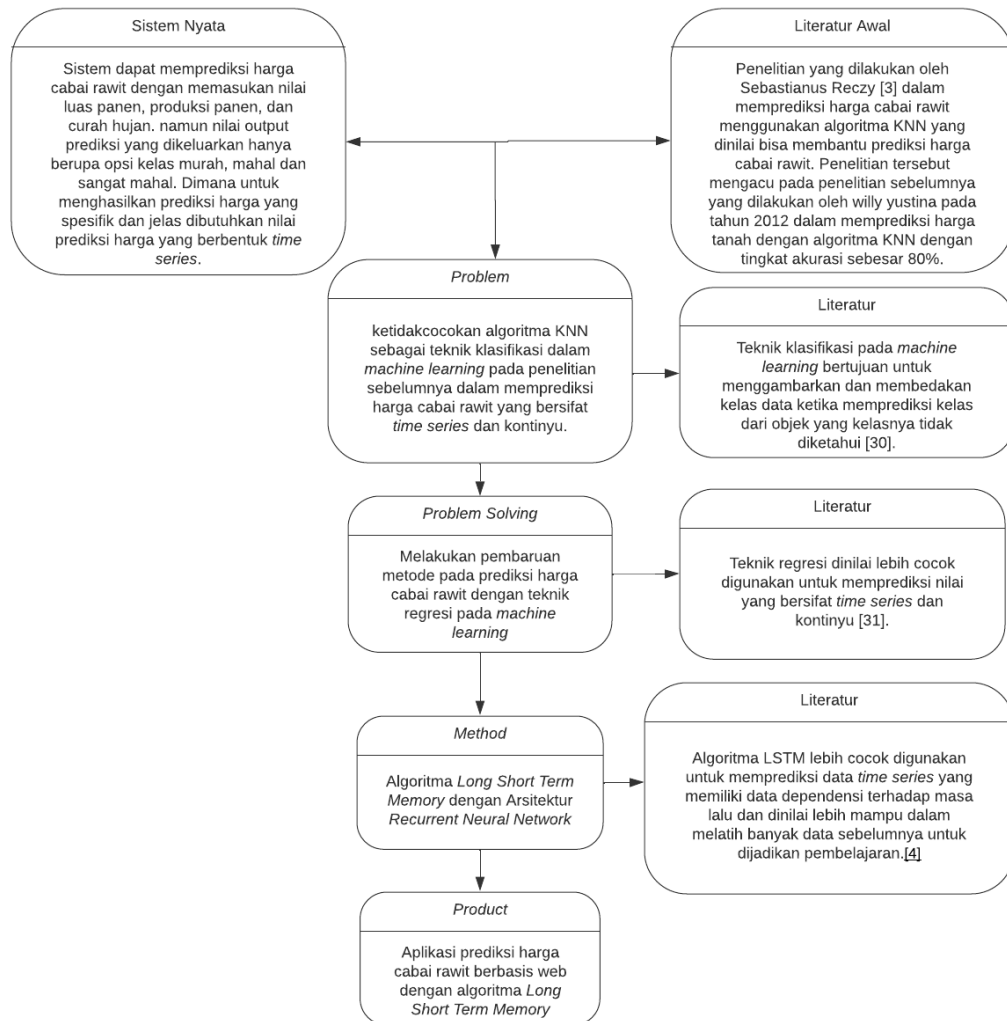 Sistem Nyata
Sistem dapat memprediksi harga
cabai rawit dengan memasukan nilai
luas panen, produksi panen, dan
curah hujan. namun nilai output
prediksi yang dikeluarkan hanya
berupa opsi kelas murah, mahal dan
sangat mahal. Dimana untuk
menghasilkan prediksi harga yang
spesifik dan jelas dibutuhkan nilai
prediksi harga yang berbentuk time
series.
Literatur Awal
Penelitian yang dilakukan oleh
Sebastianus Reczy [3] dalam
memprediksi harga cabai rawit
menggunakan algoritma KNN yang
dinilai bisa membantu prediksi harga
cabai rawit. Penelitian tersebut
mengacu pada penelitian sebelumnya
yang dilakukan oleh willy yustina pada
tahun 2012 dalam memprediksi harga
tanah dengan algoritma KNN dengan
tingkat akurasi sebesar 80%.
Problem
ketidakcocokan algoritma KNN
sebagai teknik klasifikasi dalam
machine learning pada penelitian
sebelumnya dalam memprediksi
harga cabai rawit yang bersifat
time series dan kontinyu.
Literatur
Teknik klasifikasi pada machine
learning bertujuan untuk
menggambarkan dan membedakan
kelas data ketika memprediksi kelas
dari objek yang kelasnya tidak
diketahui [30].
Problem Solving
Melakukan pembaruan
metode pada prediksi harga
cabai rawit dengan teknik
regresi pada machine
learning
Literatur
Teknik regresi dinilai lebih cocok
digunakan untuk memprediksi nilai
yang bersifat time series dan
kontinyu [31].
Method
Algoritma Long Short Term
Memory dengan Arsitektur
Recurrent Neural Network
Literatur
Algoritma LSTM lebih cocok digunakan
untuk memprediksi data time series yang
memiliki data dependensi terhadap masa
lalu dan dinilai lebih mampu dalam
melatih banyak data sebelumnya untuk
dijadikan pembelajaran.[4]
Product
Aplikasi prediksi harga
cabai rawit berbasis web
dengan algoritma Long
Short Term Memory